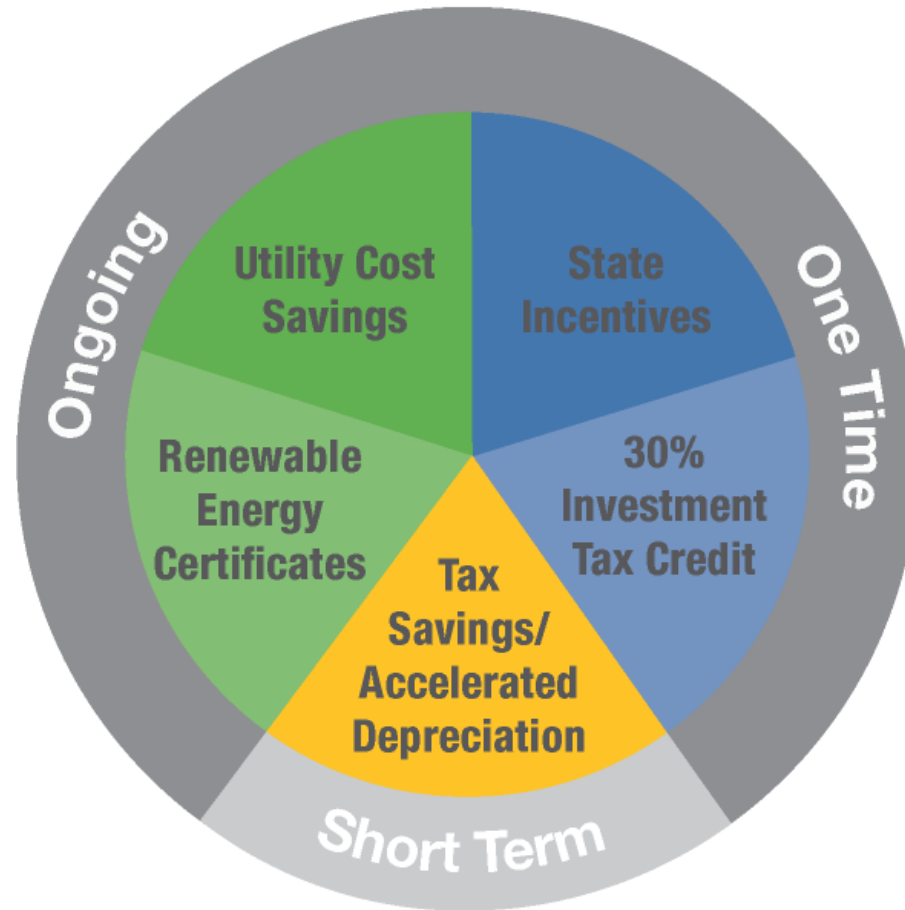 Ongoing
Utility Cost
Savings
State
Incentives
One Time
Renewable
Energy
Certificates
30%
Investment
Tax Credit
Tax
Savings/
Accelerated
Depreciation
Short Term